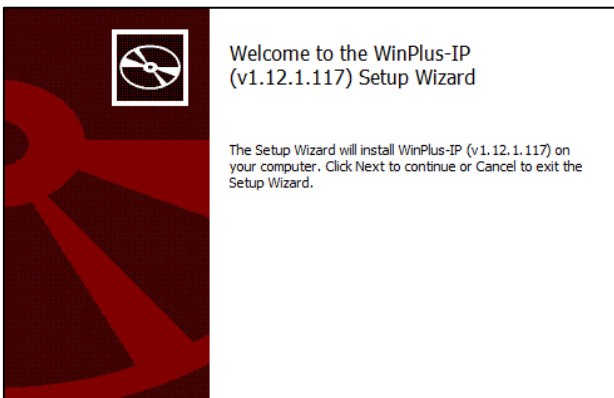 Welcome to the WinPlus-IP
(v1.12.1.117) Setup Wizard
The Setup Wizard will install WinPlus-IP (v1.12.1.117) on
your computer. Click Next to continue or Cancel to exit the
Setup Wizard.